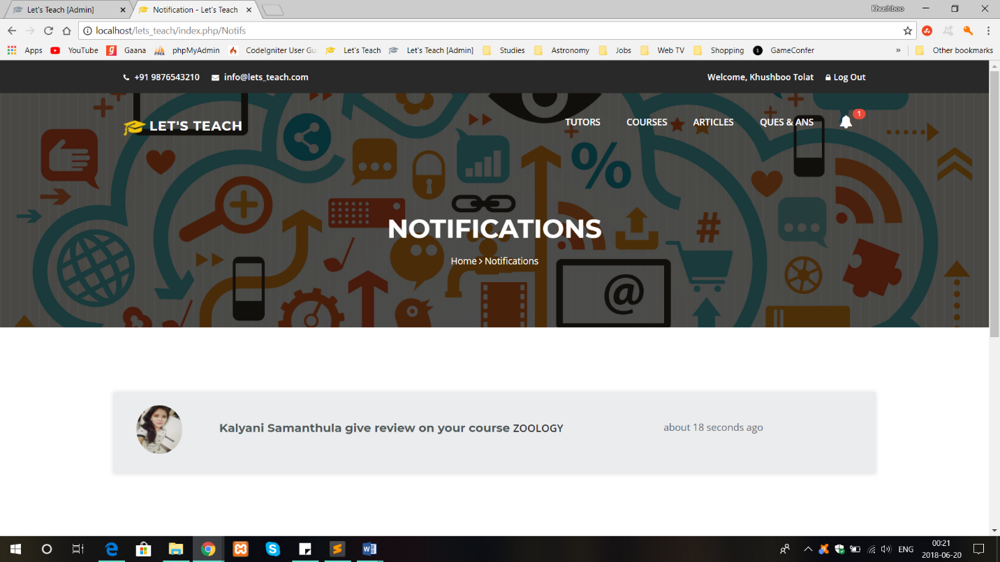 Let's Teach [Admin]
Notification - Let's Teach
Khushboo
localhost/lets_teach/index.php/Notifs
Apps YouTube Gaana phpMyAdmin CodeIgniter User Gu Let's Teach Let's Teach [Admin] Studies Astronomy Jobs Web TV Shopping GameConfer » Other bookmarks
+91 9876543210 info@lets_teach.com Welcome, Khushboo Tolat Log Out
LET'S TEACH TUTORS COURSES ARTICLES QUES & ANS 1
NOTIFICATIONS
Home > Notifications
Kalyani Samanthula give review on your course ZOOLOGY about 18 seconds ago
ENG
00:21
2018-06-20